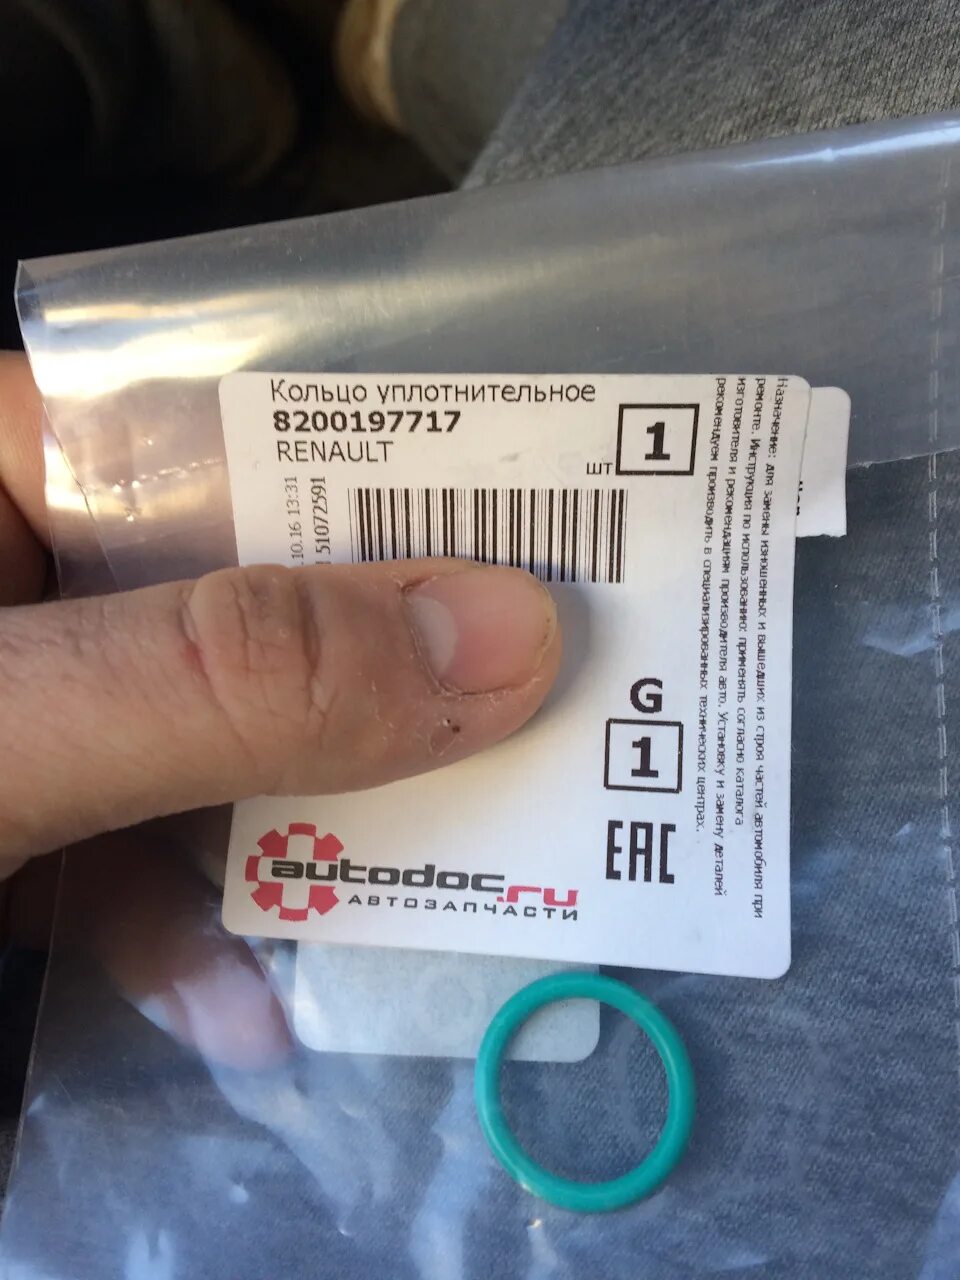 Кольцо уплотнительное
8200197717
RENAULT
шт 1
.10.16 13:31
51072591
G
1
EAC
autodoc.ru
АВТОЗАПЧАСТИ
Назначение: для замены изношенных и вышедших из строя частей автомобиля при
ремонте. Инструкция по использованию: применять согласно каталога
изготовителя и рекомендациям производителя авто. Установку и замену деталей
рекомендуем производить в специализированных технических центрах.